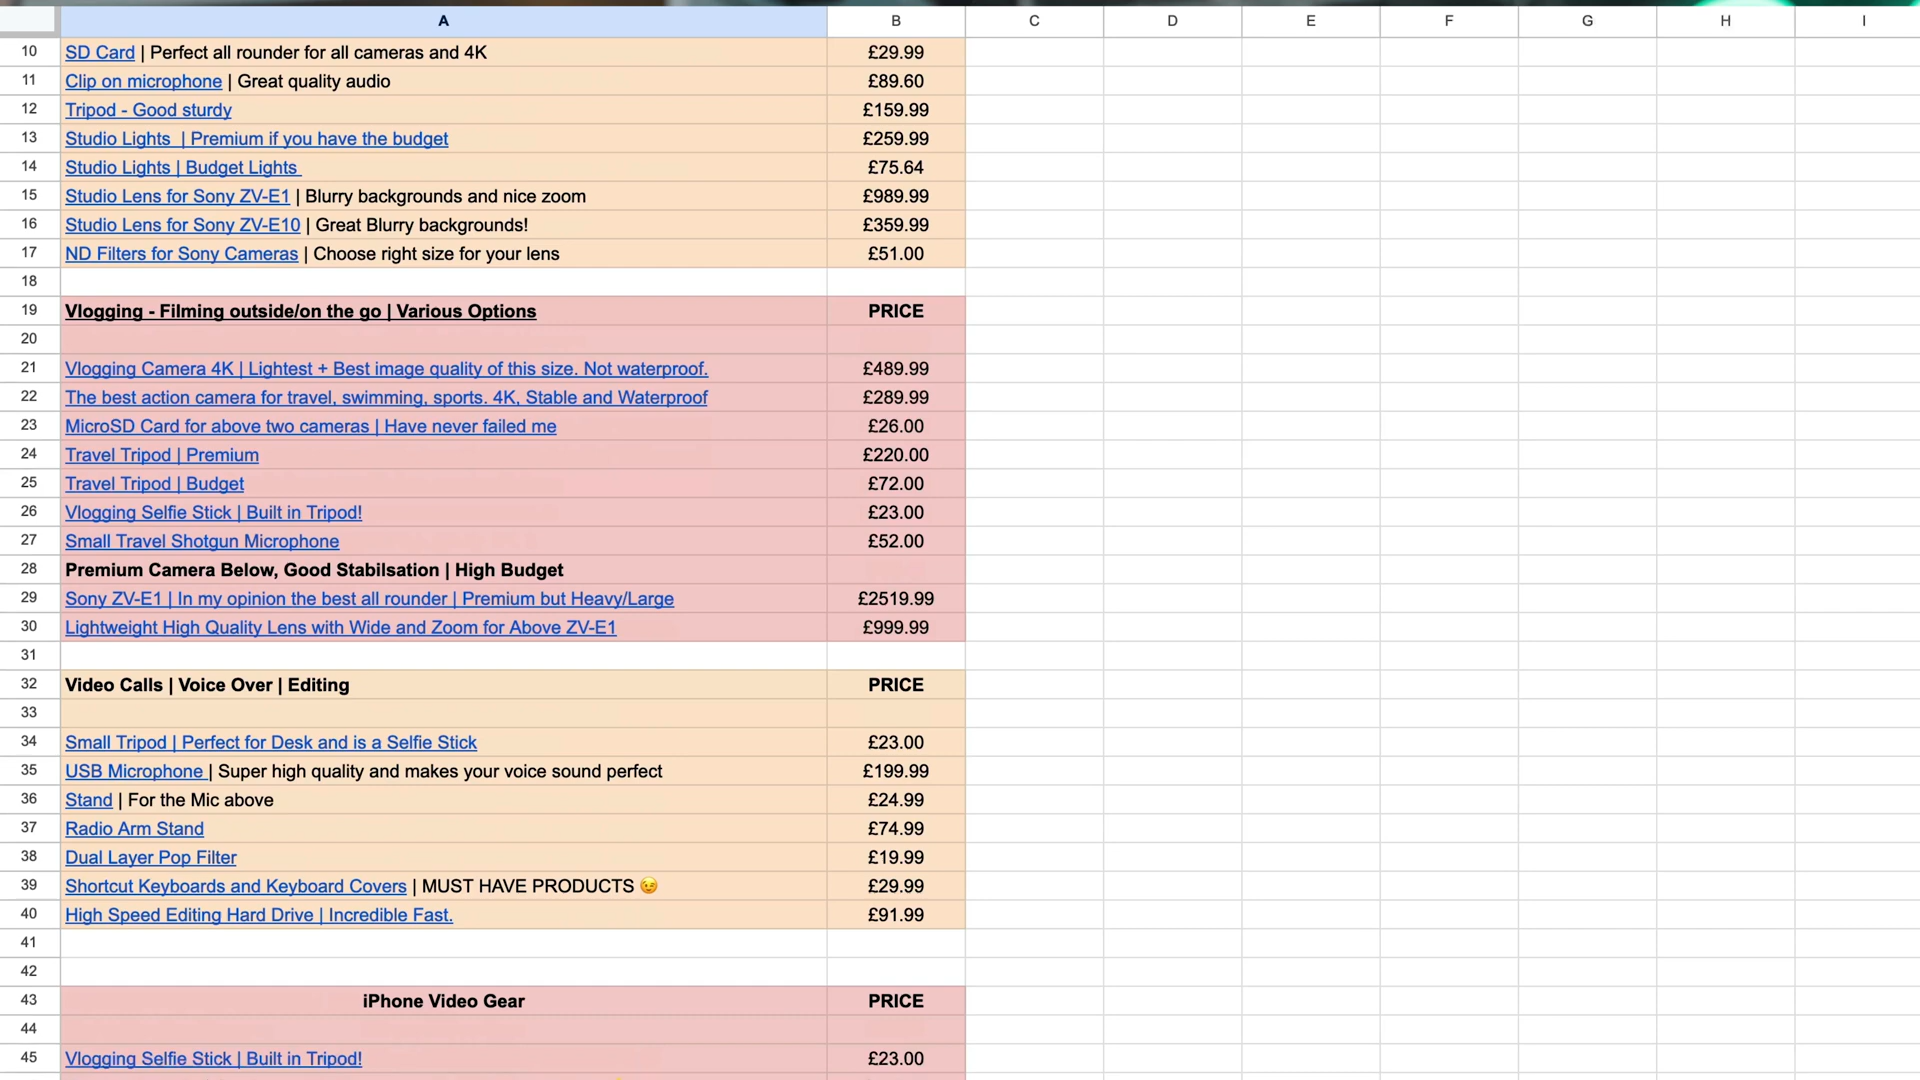 A B C D E F G H I
10 SD Card | Perfect all rounder for all cameras and 4K £29.99
11 Clip on microphone | Great quality audio £89.60
12 Tripod - Good sturdy £159.99
13 Studio Lights | Premium if you have the budget £259.99
14 Studio Lights | Budget Lights £75.64
15 Studio Lens for Sony ZV-E1 | Blurry backgrounds and nice zoom £989.99
16 Studio Lens for Sony ZV-E10 | Great Blurry backgrounds! £359.99
17 ND Filters for Sony Cameras | Choose right size for your lens £51.00
18
19 Vlogging - Filming outside/on the go | Various Options PRICE
20
21 Vlogging Camera 4K | Lightest + Best image quality of this size. Not waterproof. £489.99
22 The best action camera for travel, swimming, sports. 4K, Stable and Waterproof £289.99
23 MicroSD Card for above two cameras | Have never failed me £26.00
24 Travel Tripod | Premium £220.00
25 Travel Tripod | Budget £72.00
26 Vlogging Selfie Stick | Built in Tripod! £23.00
27 Small Travel Shotgun Microphone £52.00
28 Premium Camera Below, Good Stabilsation | High Budget
29 Sony ZV-E1 | In my opinion the best all rounder | Premium but Heavy/Large £2519.99
30 Lightweight High Quality Lens with Wide and Zoom for Above ZV-E1 £999.99
31
32 Video Calls | Voice Over | Editing PRICE
33
34 Small Tripod | Perfect for Desk and is a Selfie Stick £23.00
35 USB Microphone | Super high quality and makes your voice sound perfect £199.99
36 Stand | For the Mic above £24.99
37 Radio Arm Stand £74.99
38 Dual Layer Pop Filter £19.99
39 Shortcut Keyboards and Keyboard Covers | MUST HAVE PRODUCTS 😉 £29.99
40 High Speed Editing Hard Drive | Incredible Fast. £91.99
41
42
43 iPhone Video Gear PRICE
44
45 Vlogging Selfie Stick | Built in Tripod! £23.00